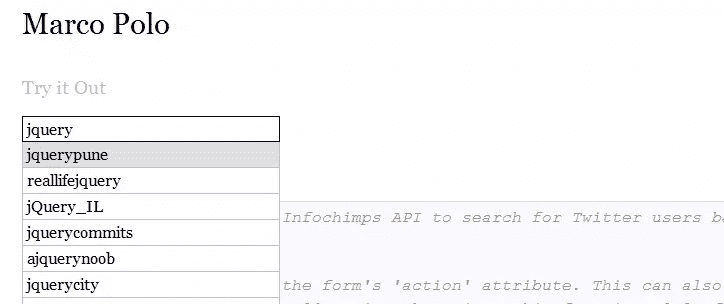 Marco Polo
Try it Out
jquery
jquerypune
reallifejquery
jQuery_IL
Infochimps API to search for Twitter users
jquerycommits
ajquerynoob
jquerycity
the form's 'action' attribute. This can also